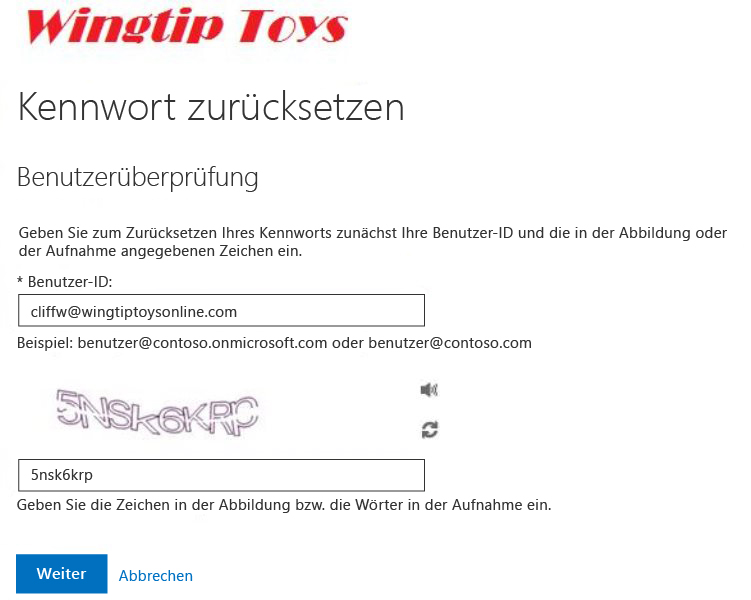 Wingtip Toys
Kennwort zurücksetzen
Benutzerüberprüfung
Geben Sie zum Zurücksetzen Ihres Kennworts zunächst Ihre Benutzer-ID und die in der Abbildung oder
der Aufnahme angegebenen Zeichen ein.
* Benutzer-ID:
cliffw@wingtiptoysonline.com
Beispiel: benutzer@contoso.onmicrosoft.com oder benutzer@contoso.com
5NSk6KRP
5nsk6krp
Geben Sie die Zeichen in der Abbildung bzw. die Wörter in der Aufnahme ein.
Weiter Abbrechen